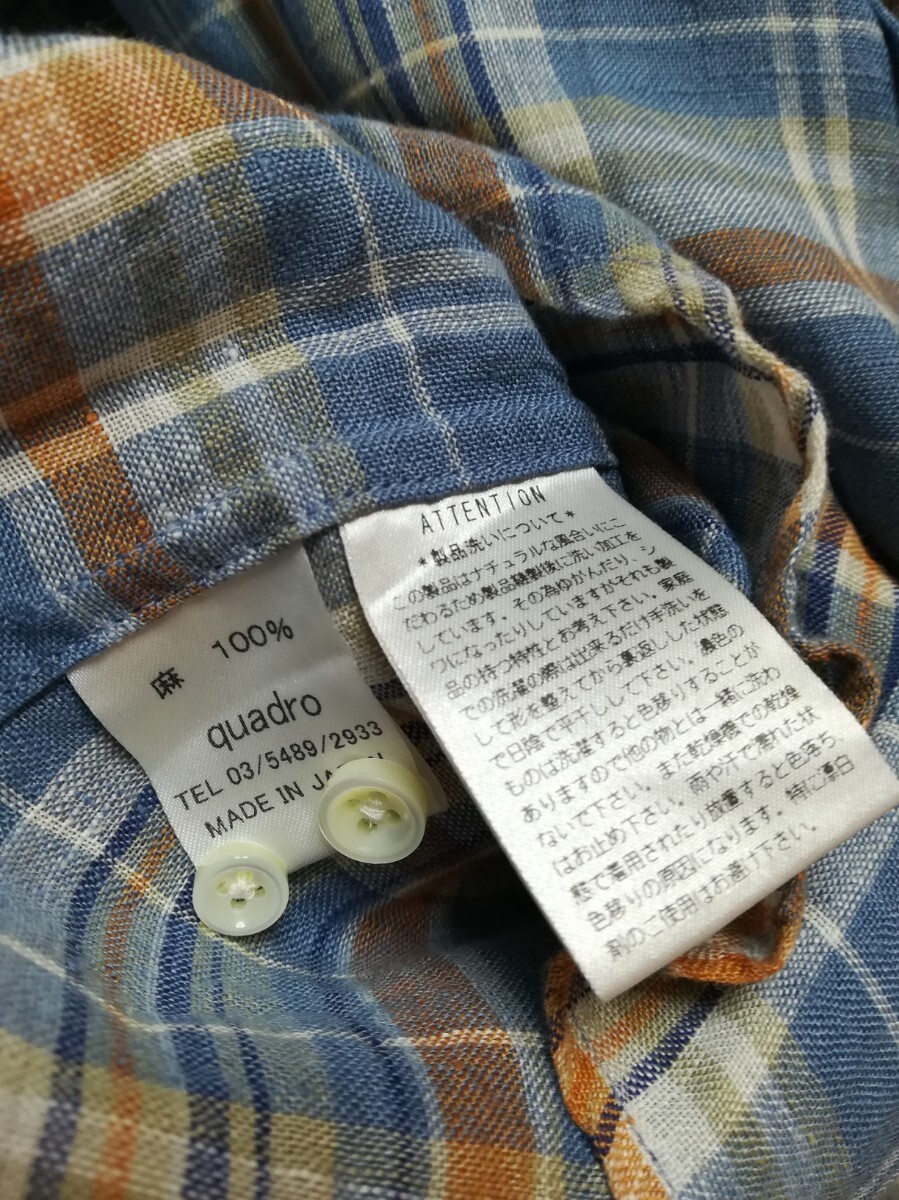 麻 100%
quadro
TEL 03/5489/2933
MADE IN JAPAN
ATTENTION
*製品洗いについて*
この製品はナチュラルな風合いにこ
だわるため製品縫製後に洗い加工を
しています。その為ゆがんだり、シ
ワになったりしていますがそれも製
品の持つ特性とお考え下さい。家庭
での洗濯の際は出来るだけ手洗いを
して形を整えてから裏返しした状態
で日陰で平干しして下さい。濃色の
ものは洗濯すると色移りすることが
ありますので他の物とは一緒に洗わ
ないで下さい。また乾燥機での乾燥
はお止め下さい。雨や汗で濡れた状
態で着用されたり放置すると色落ち、
色移りの原因になります。特に漂白
剤のご使用はお避け下さい。